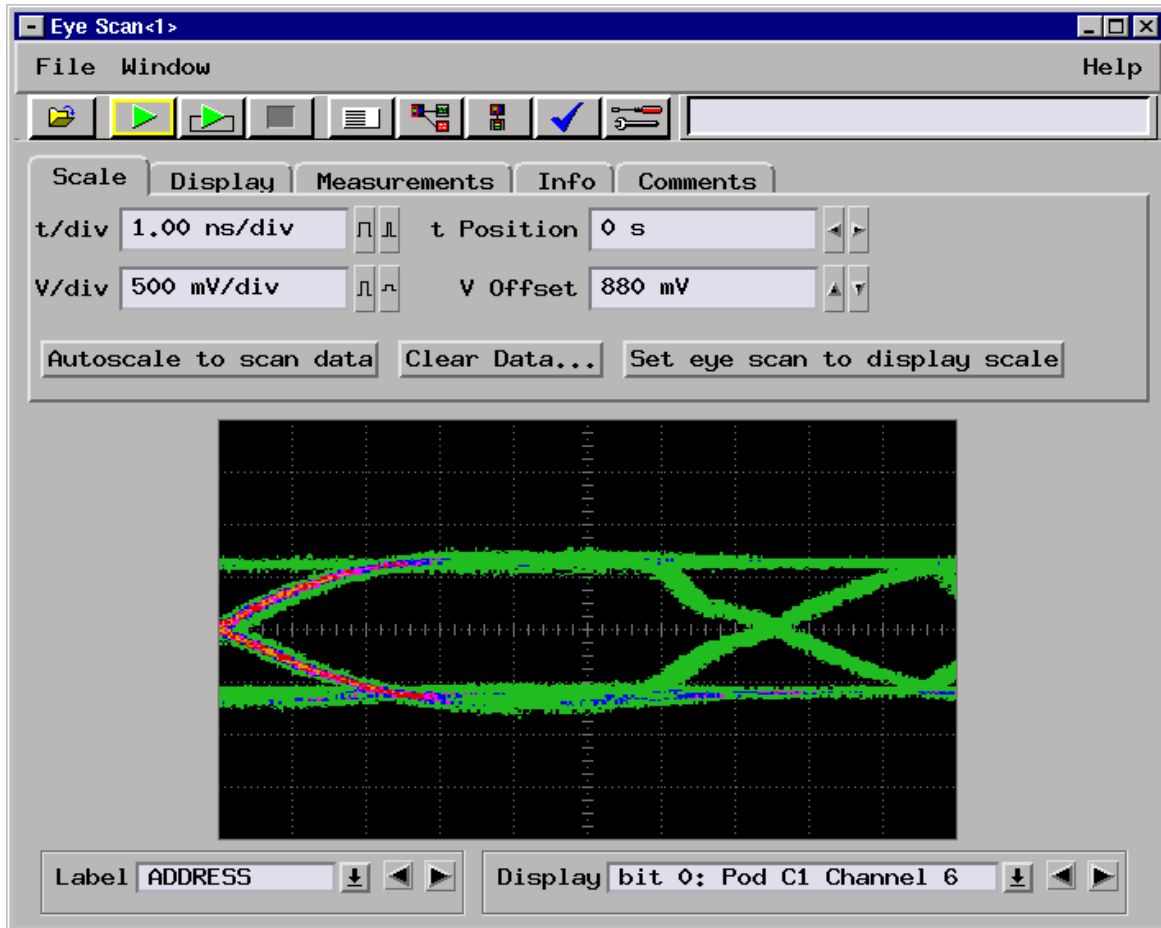 Eye Scan<1>
File Window Help
Scale Display Measurements Info Comments
t/div 1.00 ns/div t Position 0 s
V/div 500 mV/div V Offset 880 mV
Autoscale to scan data Clear Data... Set eye scan to display scale
Label ADDRESS Display bit 0: Pod C1 Channel 6